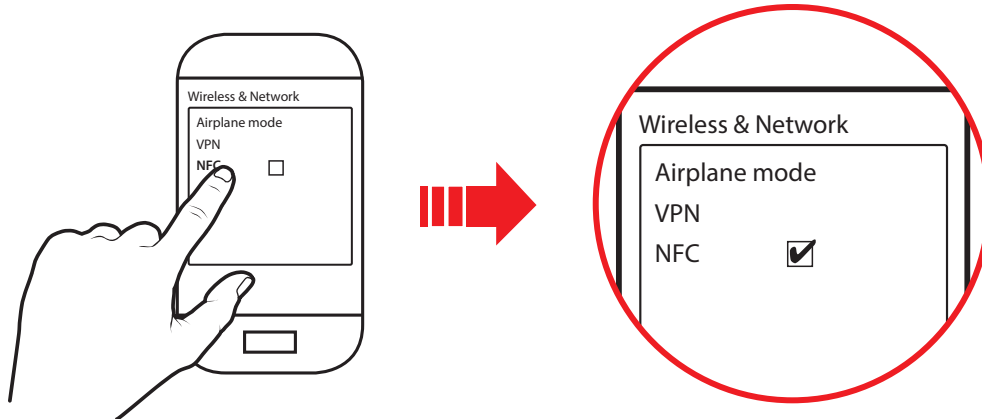 Wireless & Network
Airplane mode
VPN
NFC
Wireless & Network
Airplane mode
VPN
NFC